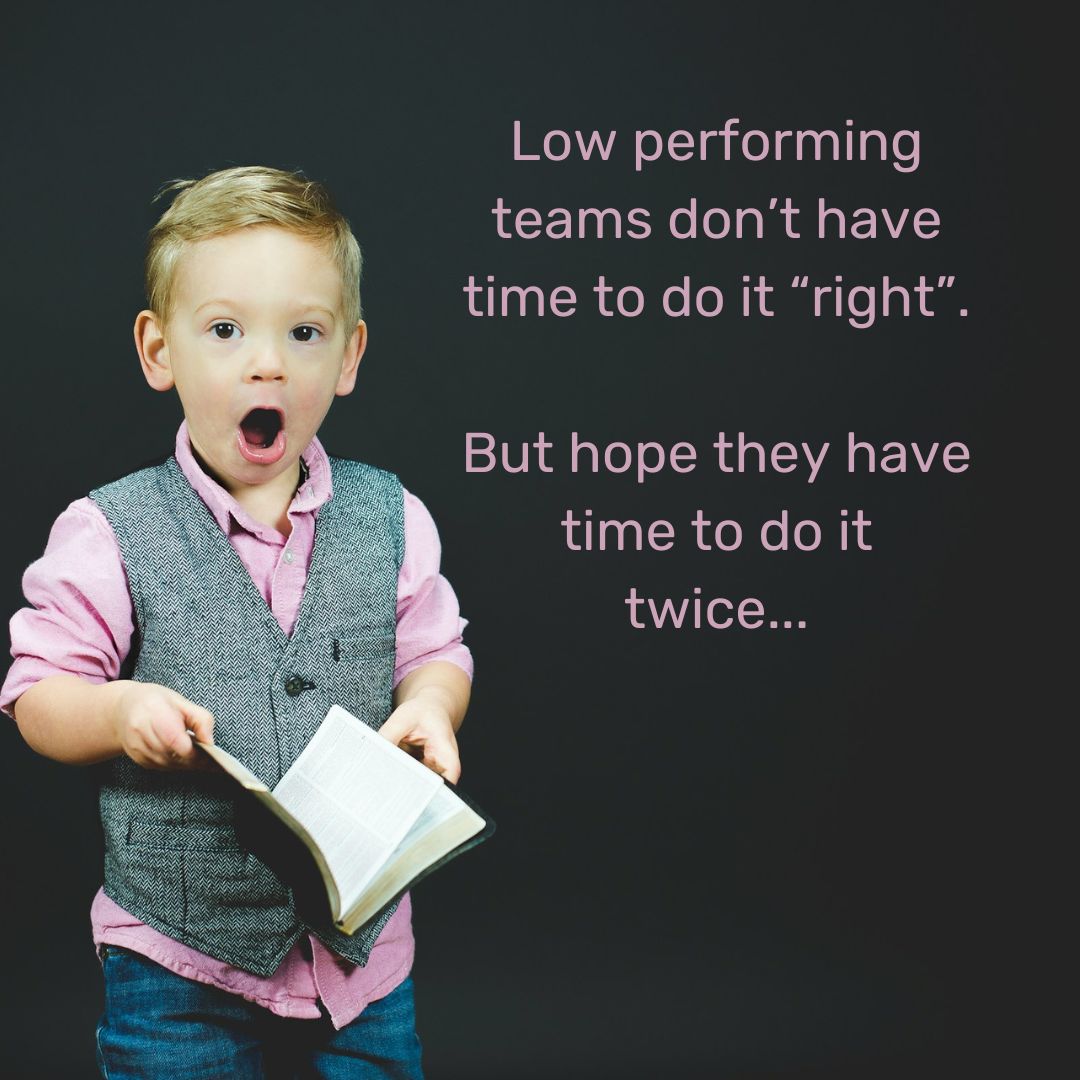 Low performing
teams don’t have
time to do it “right”.
But hope they have
time to do it
twice...